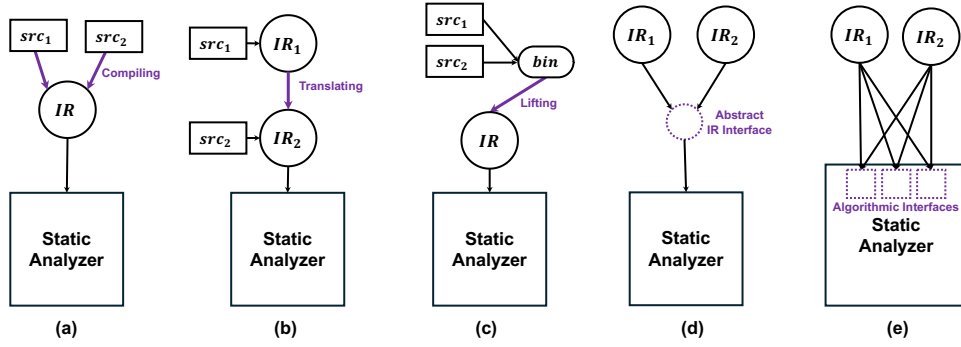 src₁
src₂
Compiling
IR
Static
Analyzer
(a)
src₁
IR₁
Translating
src₂
IR₂
Static
Analyzer
(b)
src₁
src₂
bin
Lifting
IR
Static
Analyzer
(c)
IR₁
IR₂
Abstract
IR Interface
Static
Analyzer
(d)
IR₁
IR₂
Algorithmic Interfaces
Static
Analyzer
(e)